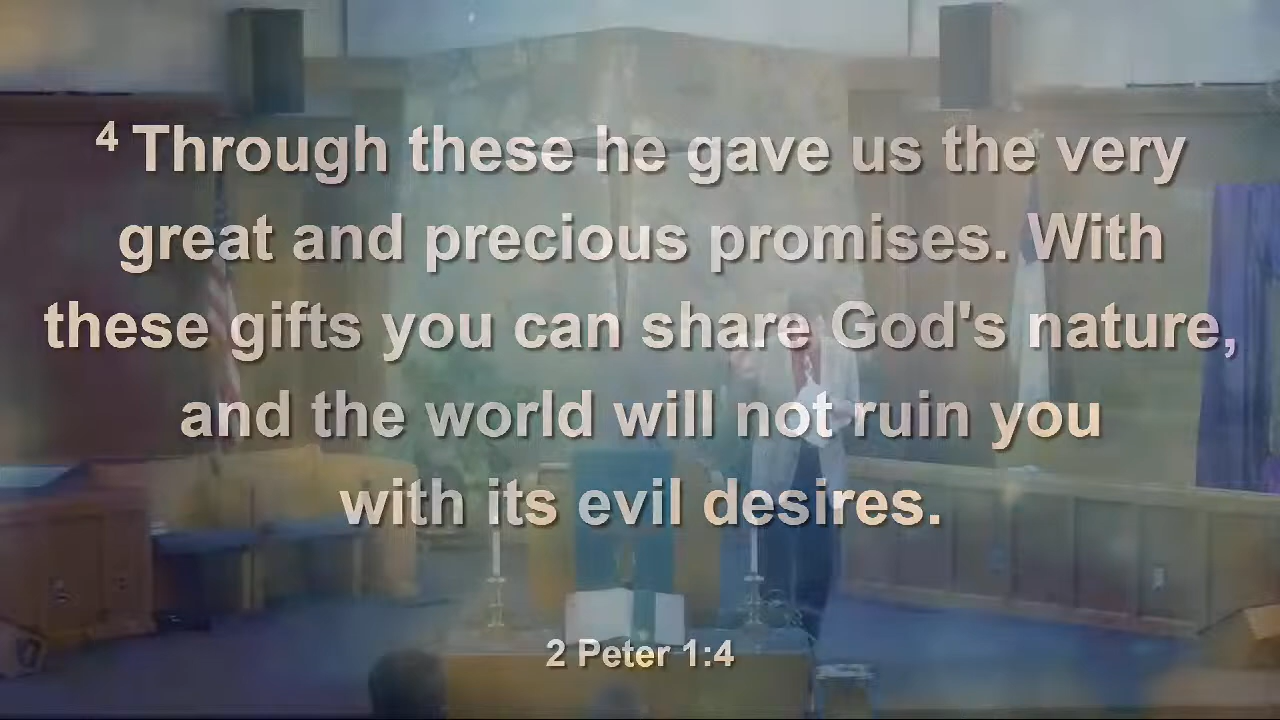 4 Through these he gave us the very
great and precious promises. With
these gifts you can share God's nature,
and the world will not ruin you
with its evil desires.
2 Peter 1:4